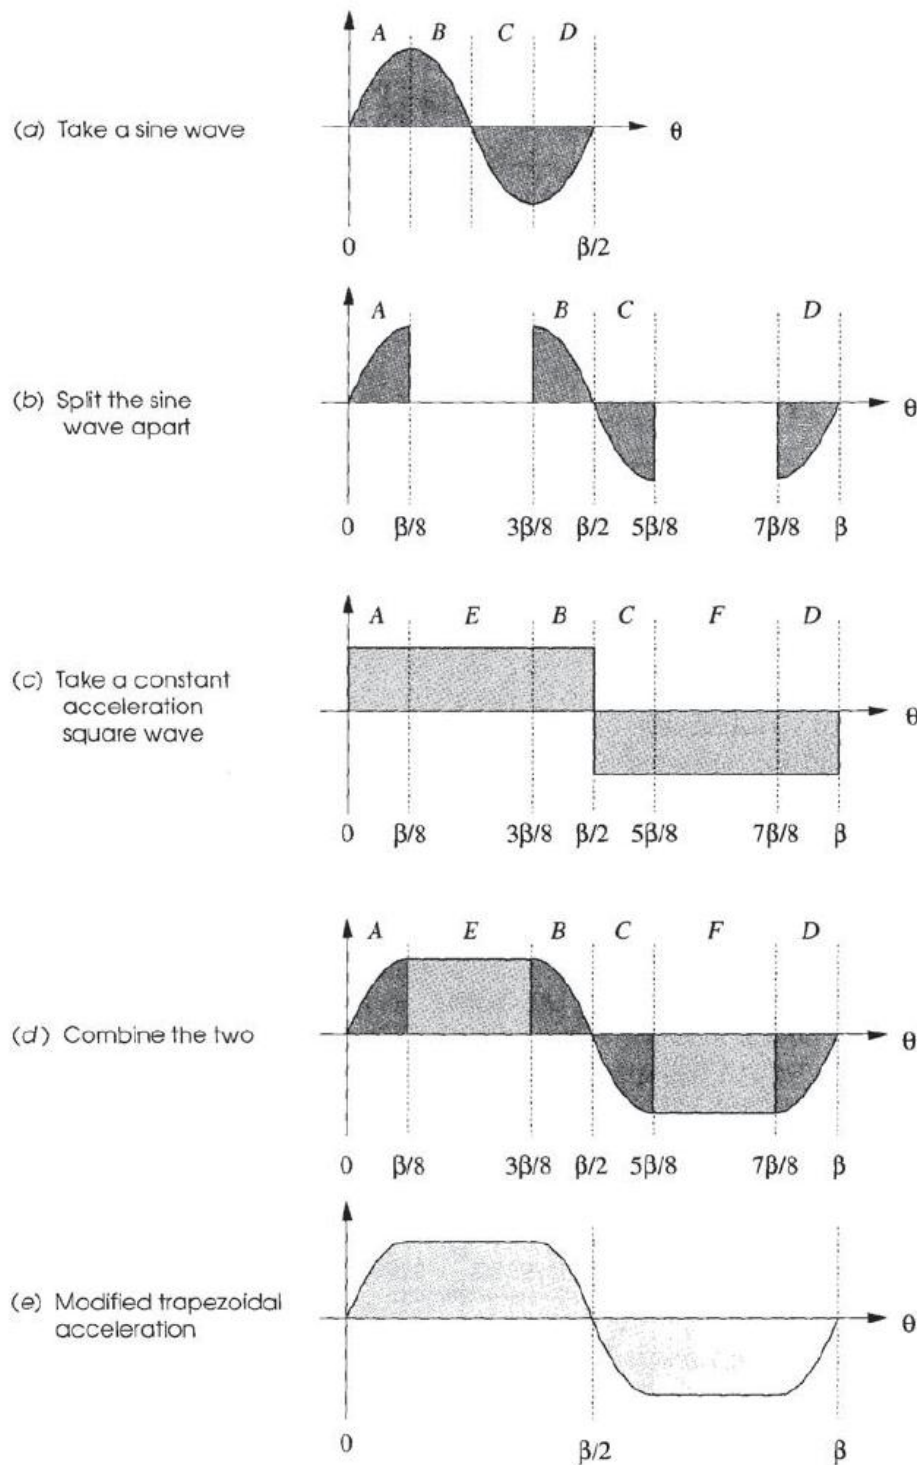 A B C D
(a) Take a sine wave
θ
0 β/2
A B C D
(b) Split the sine
wave apart
θ
0 β/8 3β/8 β/2 5β/8 7β/8 β
A E B C F D
(c) Take a constant
acceleration
square wave
θ
0 β/8 3β/8 β/2 5β/8 7β/8 β
A E B C F D
(d) Combine the two
θ
0 β/8 3β/8 β/2 5β/8 7β/8 β
(e) Modified trapezoidal
acceleration
θ
0 β/2 β